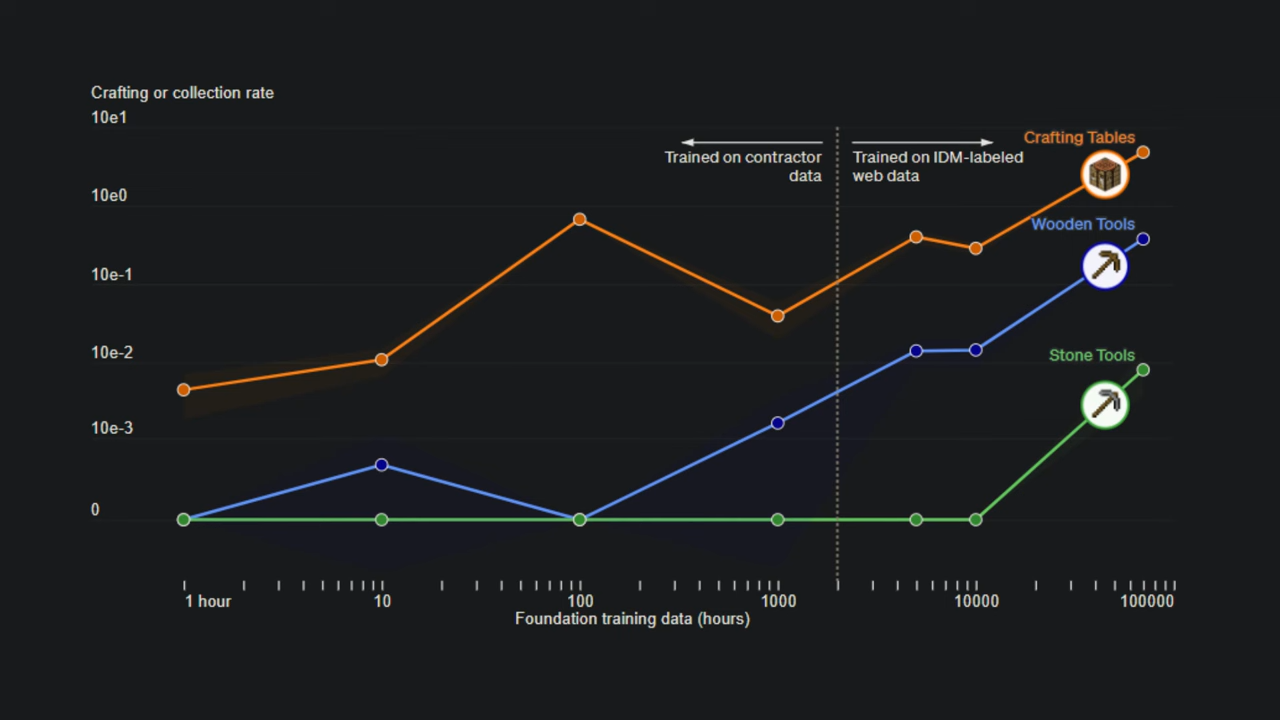 Crafting or collection rate
10e1
Trained on contractor
data
Trained on IDM-labeled
web data
Crafting Tables
10e0
Wooden Tools
10e-1
10e-2
Stone Tools
10e-3
0
1 hour
10
100
1000
10000
100000
Foundation training data (hours)